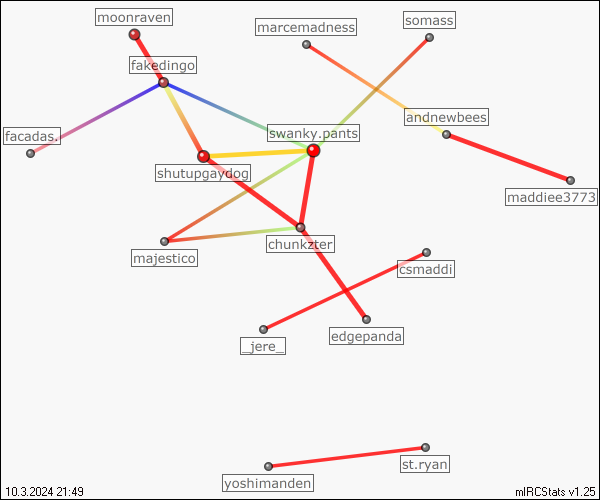 moonraven
somass
marcemadness
fakedingo
andnewbees
facadas.
swanky.pants
shutupgaydog
maddiee3773
chunkzter
majestico
csmaddi
edgepanda
_jere_
st.ryan
yoshimanden
10.3.2024 21:49
mIRCStats v1.25